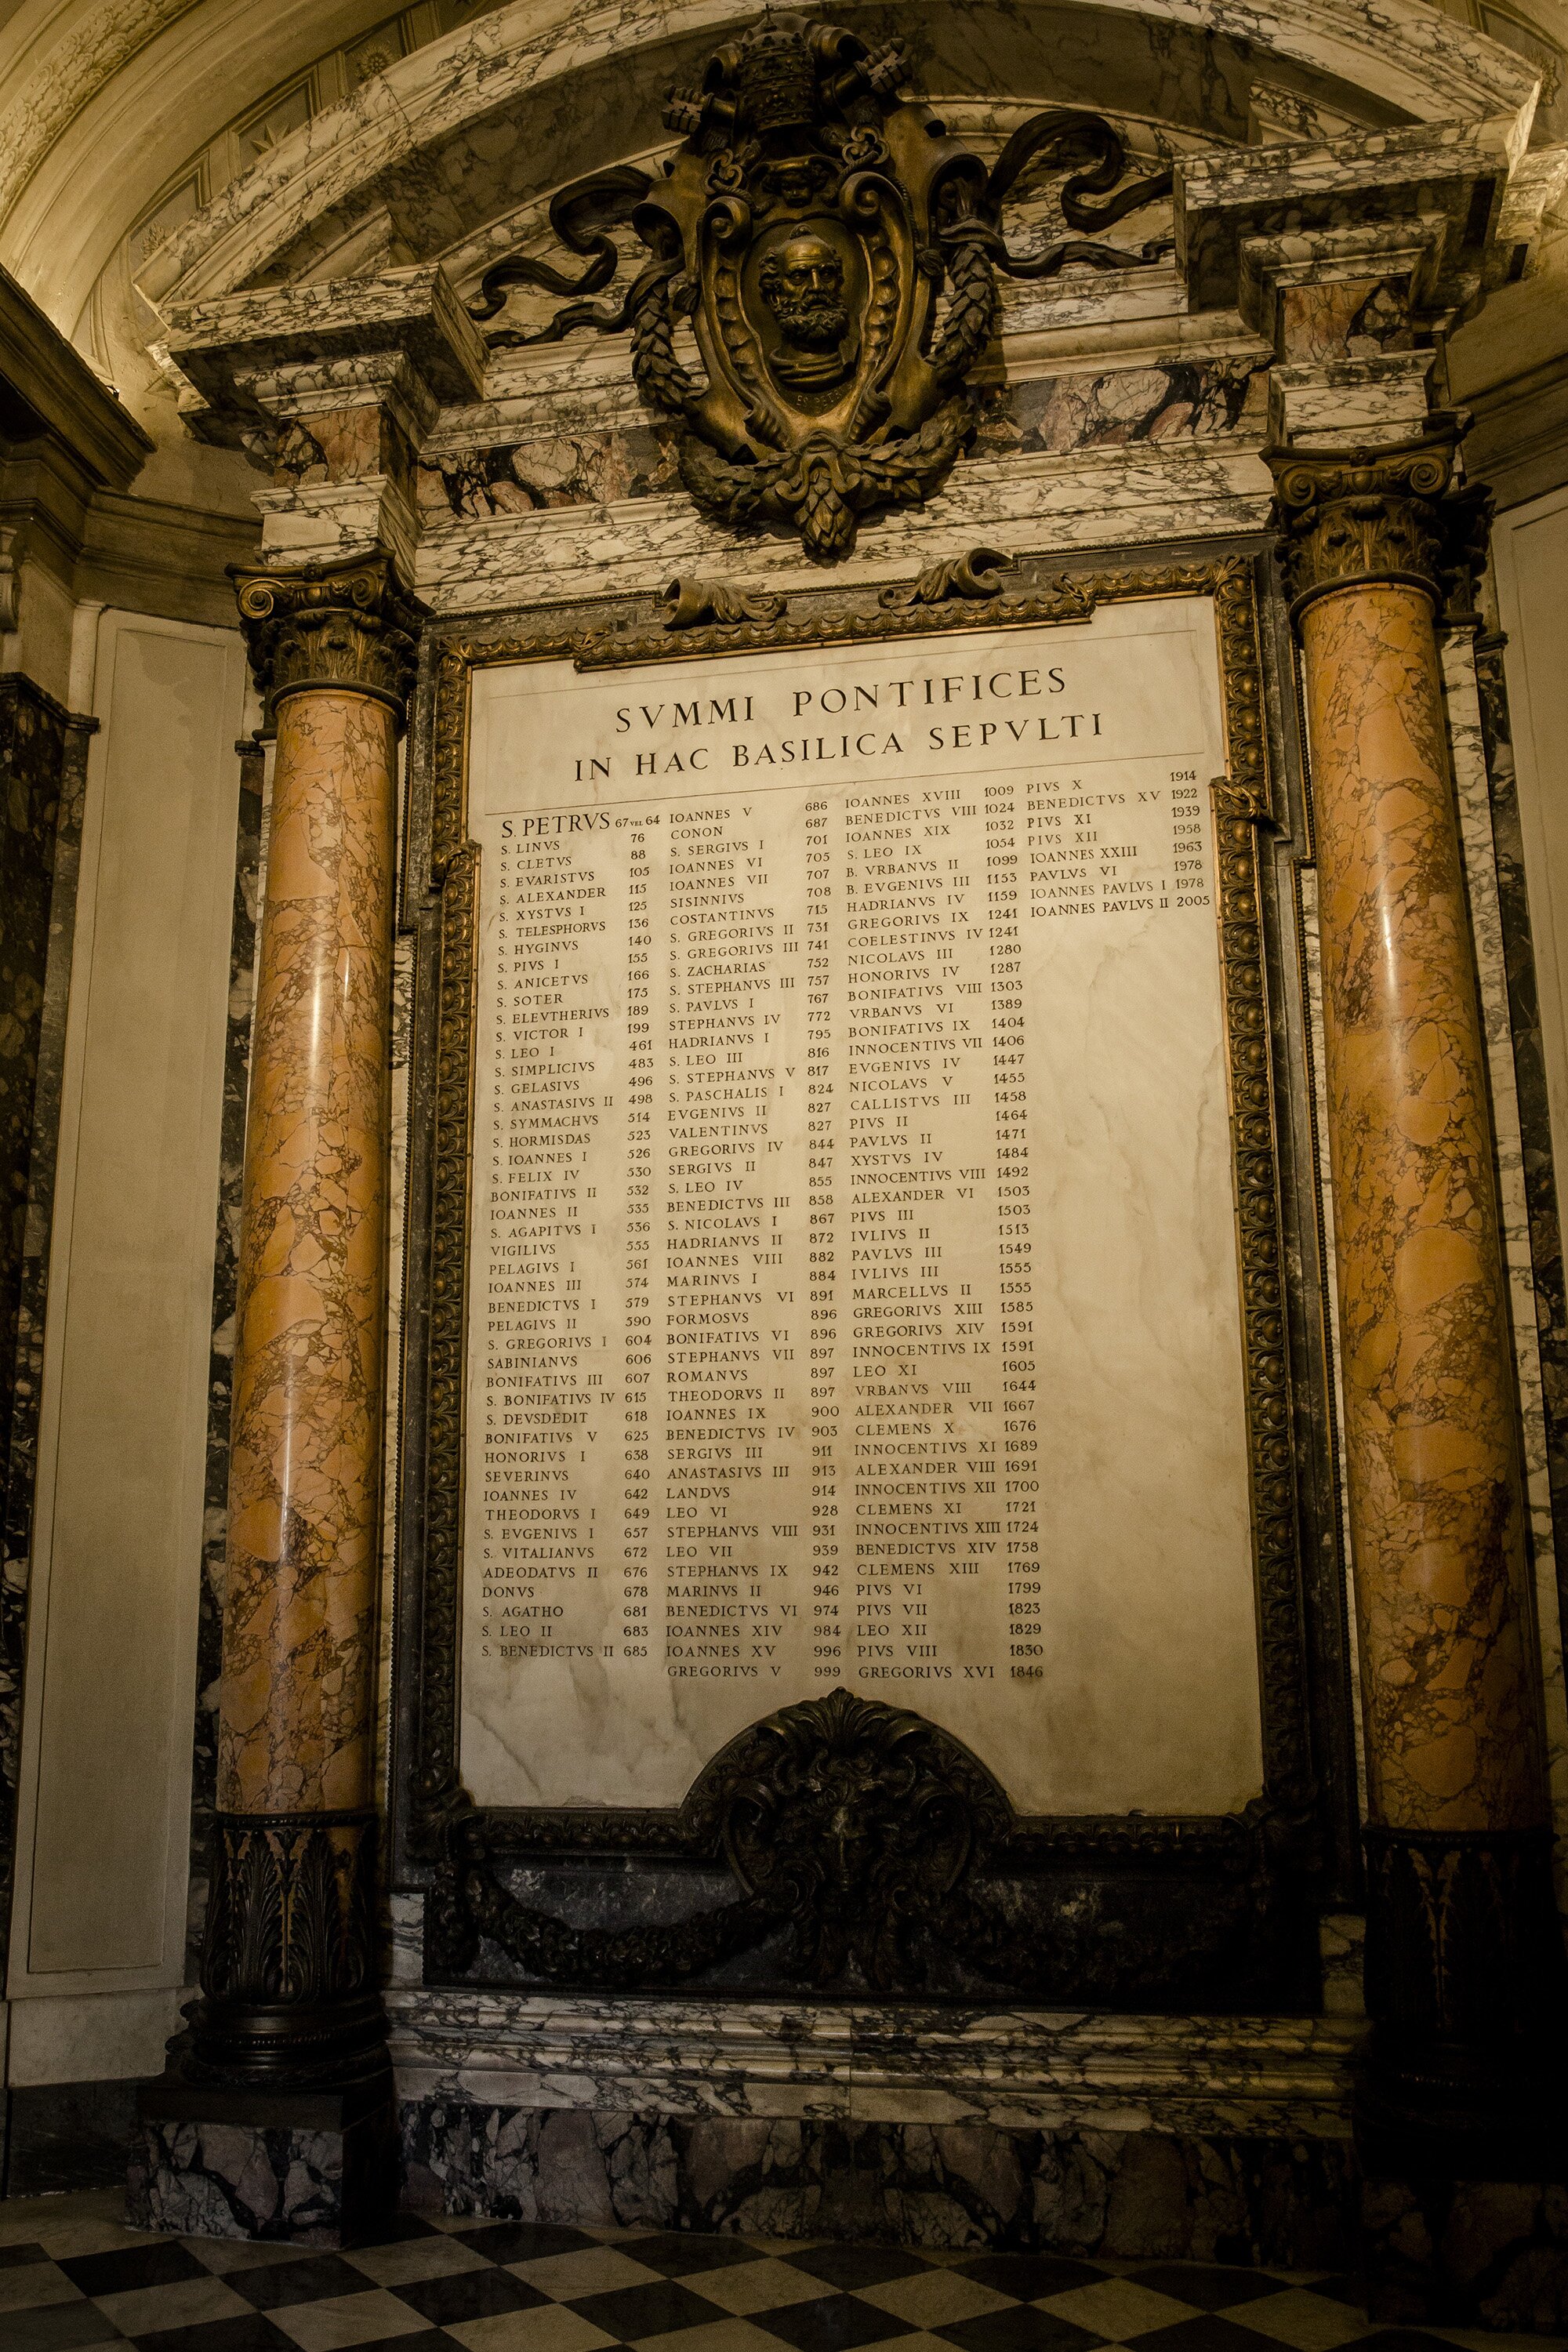 SVMMI PONTIFICES
IN HAC BASILICA SEPVLTI
S. PETRVS 67 VEL 64
S. LINVS 76
S. CLETVS 88
S. EVARISTVS 105
S. ALEXANDER 115
S. XYSTVS I 125
S. TELESPHORVS 136
S. HYGINVS 140
S. PIVS I 155
S. ANICETVS 166
S. SOTER 175
S. ELEVTHERIVS 189
S. VICTOR I 199
S. LEO I 461
S. SIMPLICIVS 483
S. GELASIVS 496
S. ANASTASIVS II 498
S. SYMMACHVS 514
S. HORMISDAS 523
S. IOANNES I 526
S. FELIX IV 530
BONIFATIVS II 532
IOANNES II 535
S. AGAPITVS I 536
VIGILIVS 555
PELAGIVS I 561
IOANNES III 574
BENEDICTVS I 579
PELAGIVS II 590
S. GREGORIVS I 604
SABINIANVS 606
BONIFATIVS III 607
S. BONIFATIVS IV 615
S. DEVSDEDIT 618
BONIFATIVS V 625
HONORIVS I 638
SEVERINVS 640
IOANNES IV 642
THEODORVS I 649
S. EVGENIVS I 657
S. VITALIANVS 672
ADEODATVS II 676
DONVS 678
S. AGATHO 681
S. LEO II 683
S. BENEDICTVS II 685
IOANNES V 686
CONON 687
S. SERGIVS I 701
IOANNES VI 705
IOANNES VII 707
SISINNIVS 708
COSTANTINVS 715
S. GREGORIVS II 731
S. GREGORIVS III 741
S. ZACHARIAS 752
S. STEPHANVS III 757
S. PAVLVS I 767
STEPHANVS IV 772
HADRIANVS I 795
S. LEO III 816
S. STEPHANVS V 817
S. PASCHALIS I 824
EVGENIVS II 827
VALENTINVS 827
GREGORIVS IV 844
SERGIVS II 847
S. LEO IV 855
BENEDICTVS III 858
S. NICOLAVS I 867
HADRIANVS II 872
IOANNES VIII 882
MARINVS I 884
STEPHANVS VI 891
FORMOSVS 896
BONIFATIVS VI 896
STEPHANVS VII 897
ROMANVS 897
THEODORVS II 897
IOANNES IX 900
BENEDICTVS IV 903
SERGIVS III 911
ANASTASIVS III 913
LANDVS 914
LEO VI 928
STEPHANVS VIII 931
LEO VII 939
STEPHANVS IX 942
MARINVS II 946
BENEDICTVS VI 974
IOANNES XIV 984
IOANNES XV 996
GREGORIVS V 999
IOANNES XVIII 1009
BENEDICTVS VIII 1024
IOANNES XIX 1032
S. LEO IX 1054
B. VRBANVS II 1099
B. EVGENIVS III 1153
HADRIANVS IV 1159
GREGORIVS IX 1241
COELESTINVS IV 1241
NICOLAVS III 1280
HONORIVS IV 1287
BONIFATIVS VIII 1303
VRBANVS VI 1389
BONIFATIVS IX 1404
INNOCENTIVS VII 1406
EVGENIVS IV 1447
NICOLAVS V 1455
CALLISTVS III 1458
PIVS II 1464
PAVLVS II 1471
XYSTVS IV 1484
INNOCENTIVS VIII 1492
ALEXANDER VI 1503
PIVS III 1503
IVLIVS II 1513
PAVLVS III 1549
IVLIVS III 1555
MARCELLVS II 1555
GREGORIVS XIII 1585
GREGORIVS XIV 1591
INNOCENTIVS IX 1591
LEO XI 1605
VRBANVS VIII 1644
ALEXANDER VII 1667
CLEMENS X 1676
INNOCENTIVS XI 1689
ALEXANDER VIII 1691
INNOCENTIVS XII 1700
CLEMENS XI 1721
INNOCENTIVS XIII 1724
BENEDICTVS XIV 1758
CLEMENS XIII 1769
PIVS VI 1799
PIVS VII 1823
LEO XII 1829
PIVS VIII 1830
GREGORIVS XVI 1846
PIVS X 1914
BENEDICTVS XV 1922
PIVS XI 1939
PIVS XII 1958
IOANNES XXIII 1963
PAVLVS VI 1978
IOANNES PAVLVS I 1978
IOANNES PAVLVS II 2005